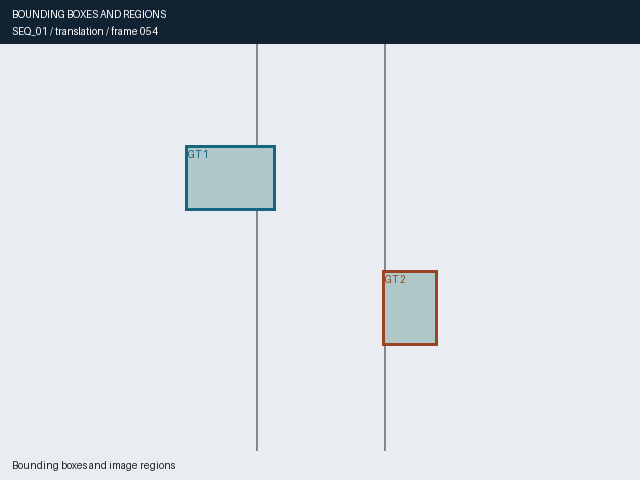 BOUNDING BOXES AND REGIONS
SEQ_01 / translation / frame 054
GT1
GT2
Bounding boxes and image regions